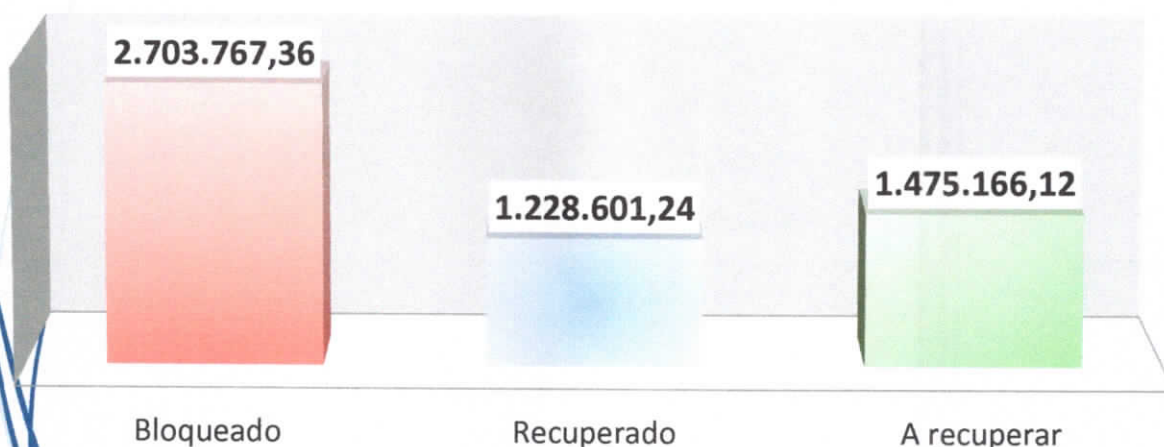 2.703.767,36
1.228.601,24
1.475.166,12
Bloqueado
Recuperado
A recuperar